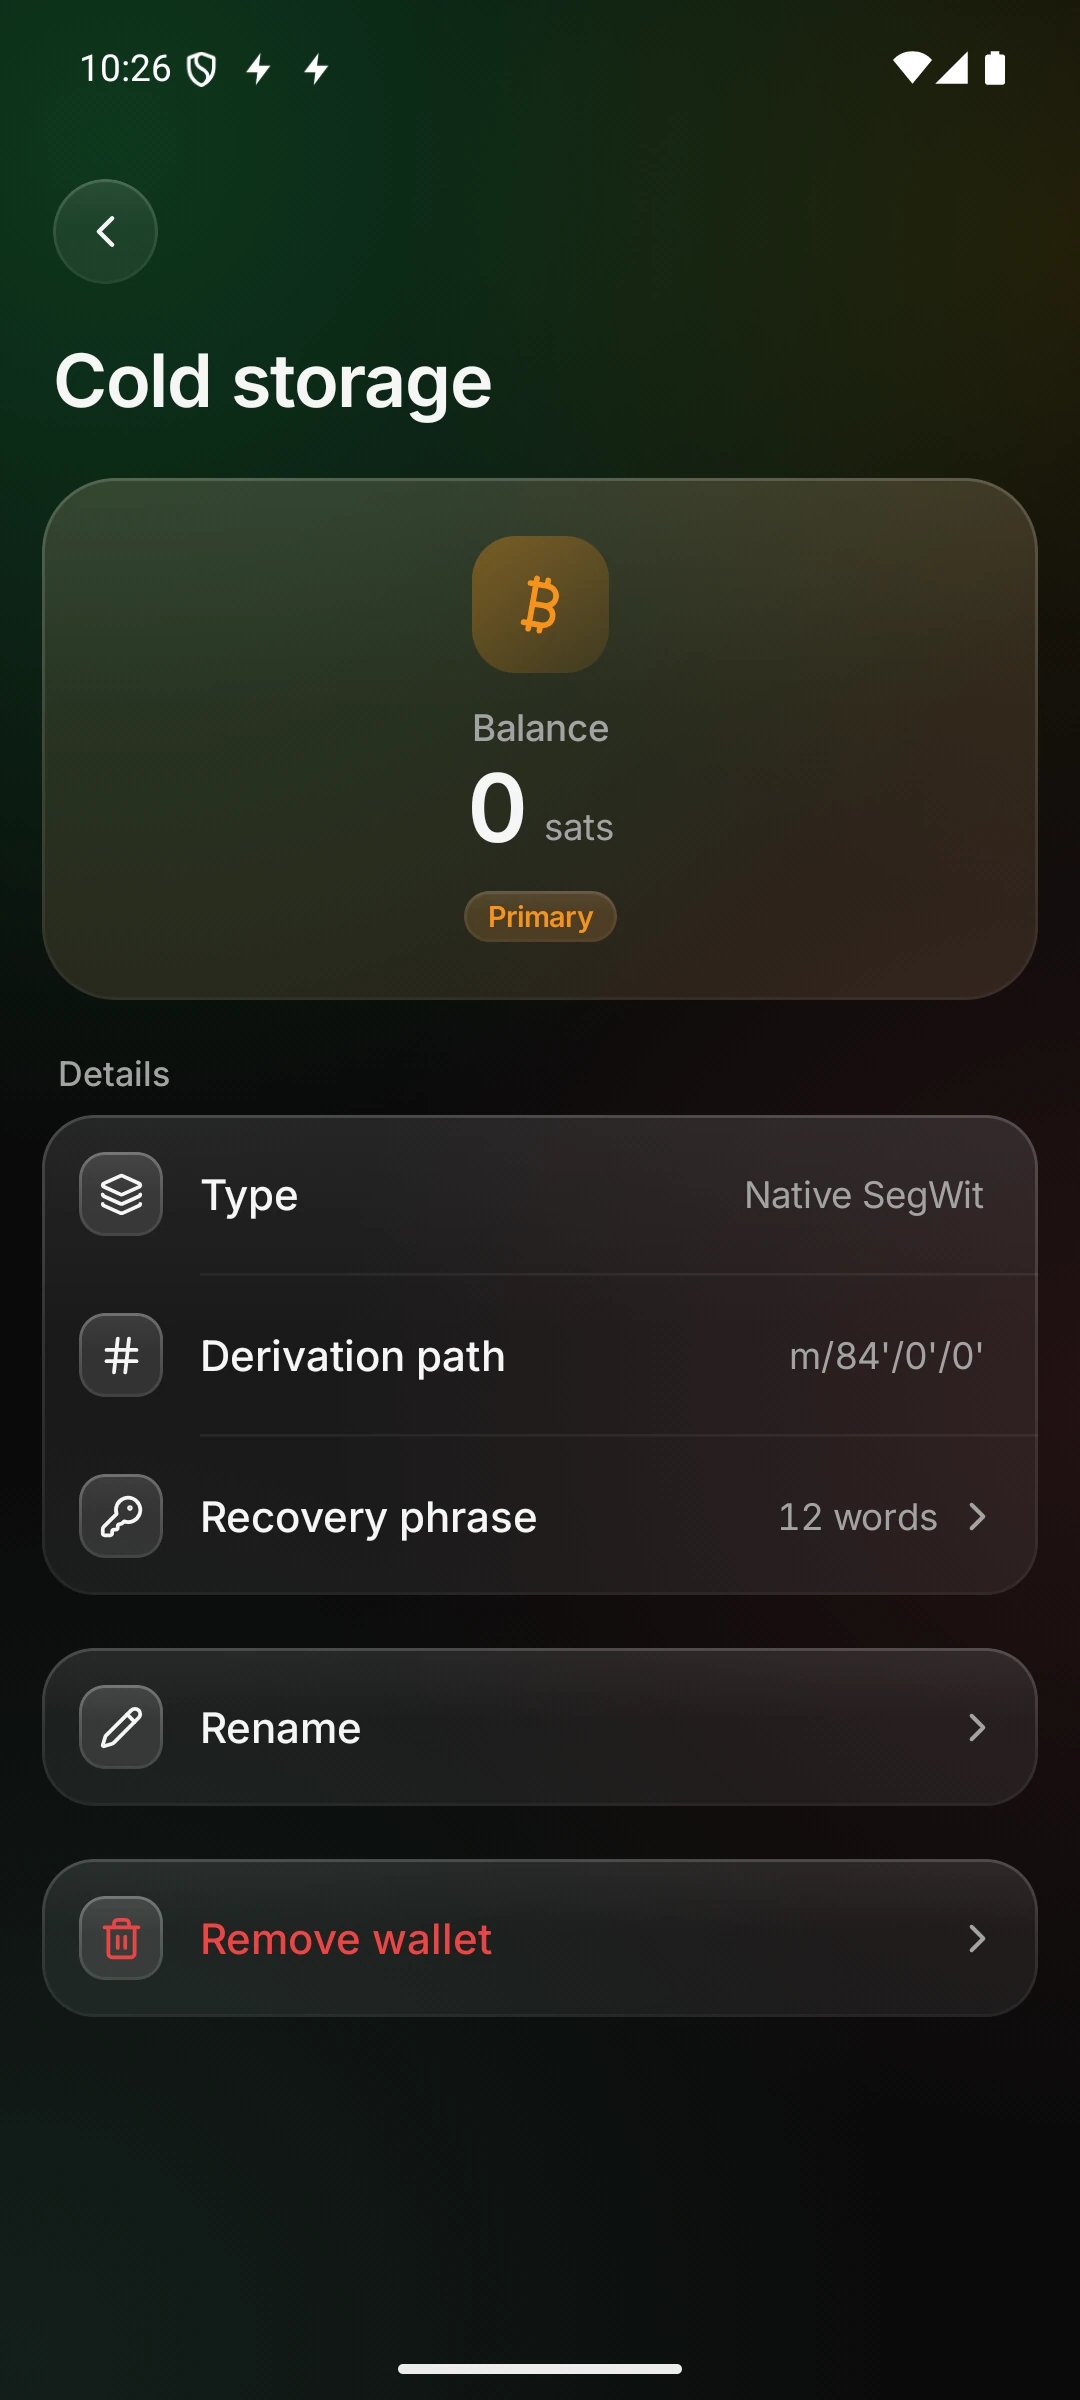 10:26
Cold storage
Balance
0 sats
Primary
Details
Type
Native SegWit
Derivation path
m/84'/0'/0'
Recovery phrase
12 words
Rename
Remove wallet